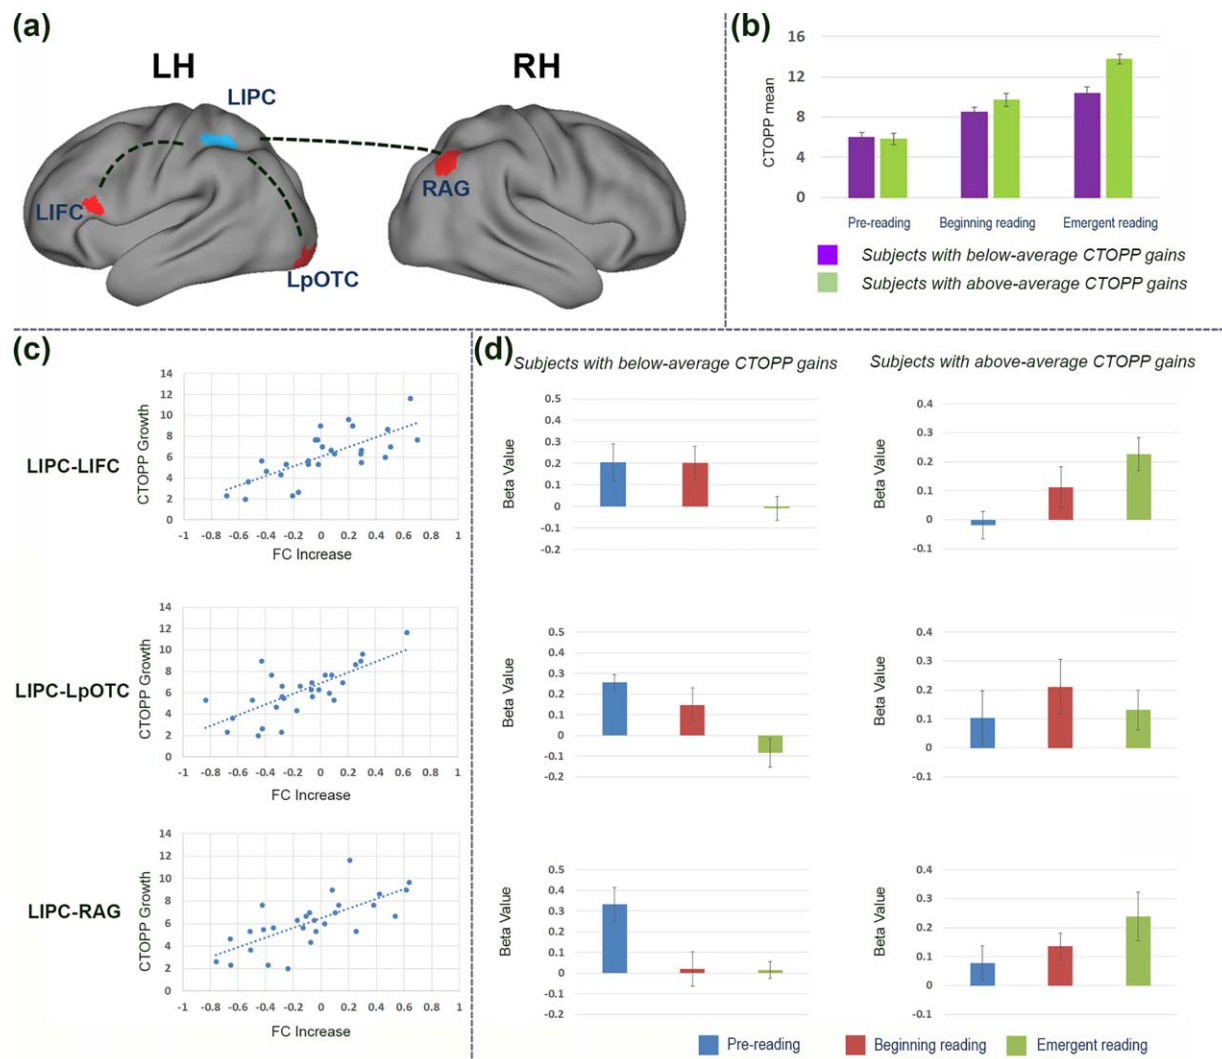 (a)
LH
RH
LIPC
LIFC
RAG
LpOTC
(b)
CTOPP mean
16
12
8
4
0
Pre-reading Beginning reading Emergent reading
Subjects with below-average CTOPP gains
Subjects with above-average CTOPP gains
(c)
LIPC-LIFC
CTOPP Growth
14
12
10
8
6
4
2
0
-1 -0.8 -0.6 -0.4 -0.2 0 0.2 0.4 0.6 0.8 1
FC Increase
LIPC-LpOTC
CTOPP Growth
14
12
10
8
6
4
2
0
-1 -0.8 -0.6 -0.4 -0.2 0 0.2 0.4 0.6 0.8 1
FC Increase
LIPC-RAG
CTOPP Growth
14
12
10
8
6
4
2
0
-1 -0.8 -0.6 -0.4 -0.2 0 0.2 0.4 0.6 0.8 1
FC Increase
(d)
Subjects with below-average CTOPP gains
Subjects with above-average CTOPP gains
Beta Value
0.5
0.4
0.3
0.2
0.1
0
-0.1
-0.2
Beta Value
0.4
0.3
0.2
0.1
0
-0.1
Beta Value
0.5
0.4
0.3
0.2
0.1
0
-0.1
-0.2
Beta Value
0.4
0.3
0.2
0.1
0
-0.1
Beta Value
0.5
0.4
0.3
0.2
0.1
0
-0.1
-0.2
Beta Value
0.4
0.3
0.2
0.1
0
-0.1
Pre-reading Beginning reading Emergent reading